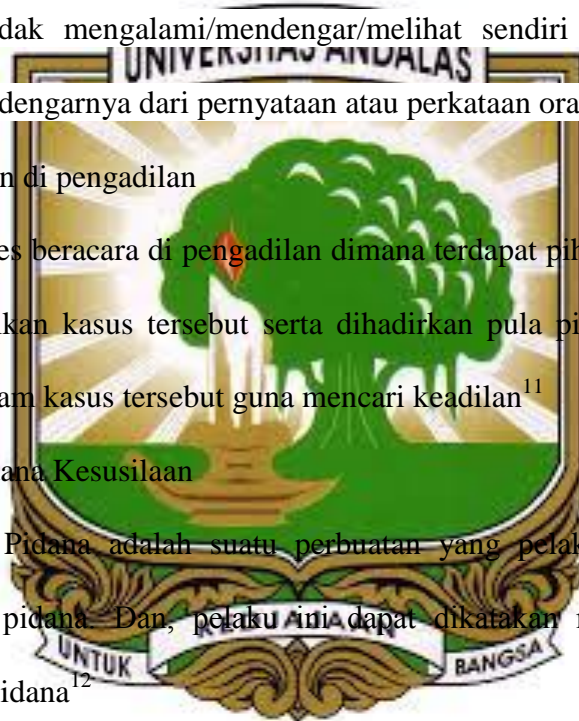 dak mengalami/mendengar/melihat sendiri
UNIVERSITAS ANDALAS
dengarnya dari pernyataan atau perkataan ora
n di pengadilan
es beracara di pengadilan dimana terdapat pih
kan kasus tersebut serta dihadirkan pula pi
am kasus tersebut guna mencari keadilan11
ana Kesusilaan
Pidana adalah suatu perbuatan yang pelak
pidana. Dan, pelaku ini dapat dikatakan
KEDJAJAAN
UNTUK BANGSA
idana12